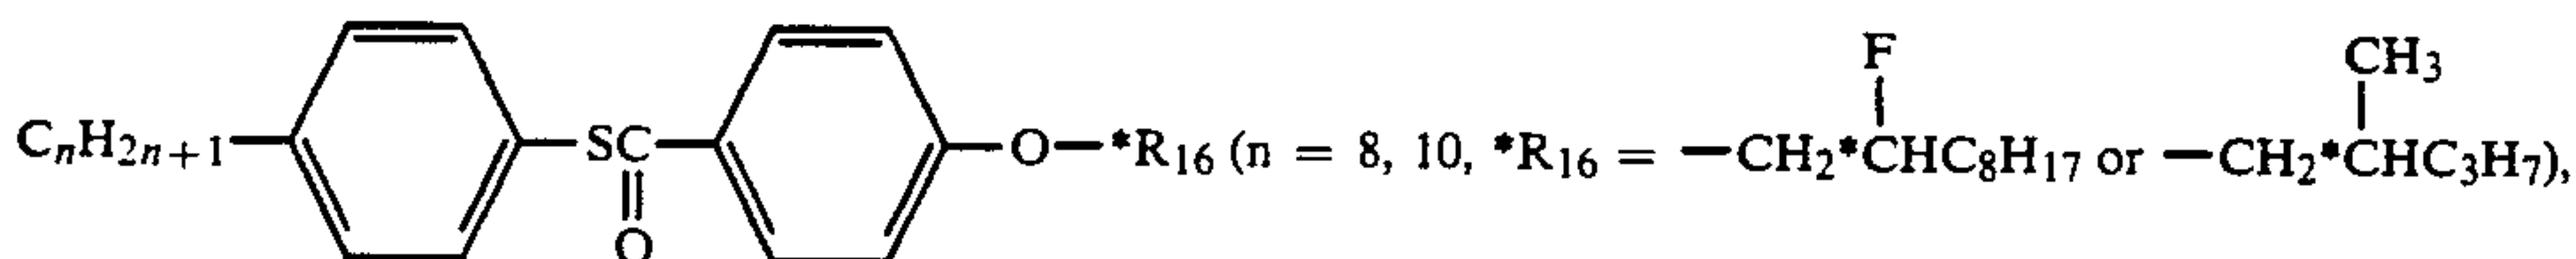 F CH₃
CₙH₂ₙ₊₁ SC O *R₁₆ (n = 8, 10, *R₁₆ = —CH₂*CHC₈H₁₇ or —CH₂*CHC₃H₇),
O